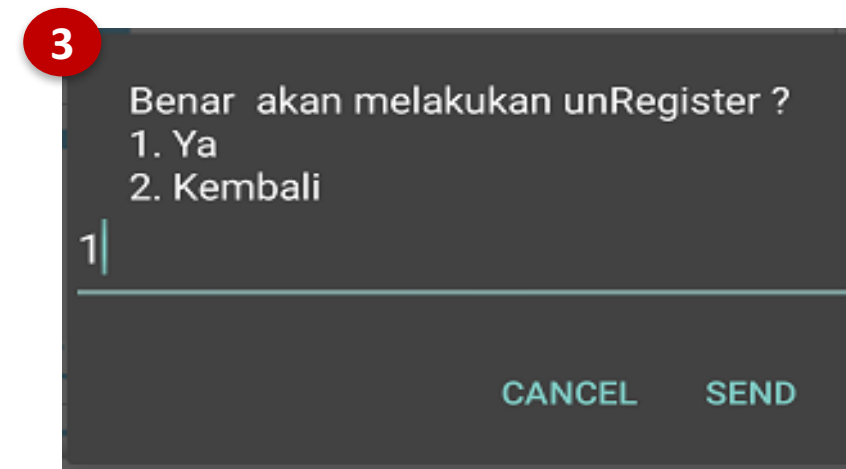 3
Benar akan melakukan unRegister ?
1. Ya
2. Kembali
1
CANCEL SEND